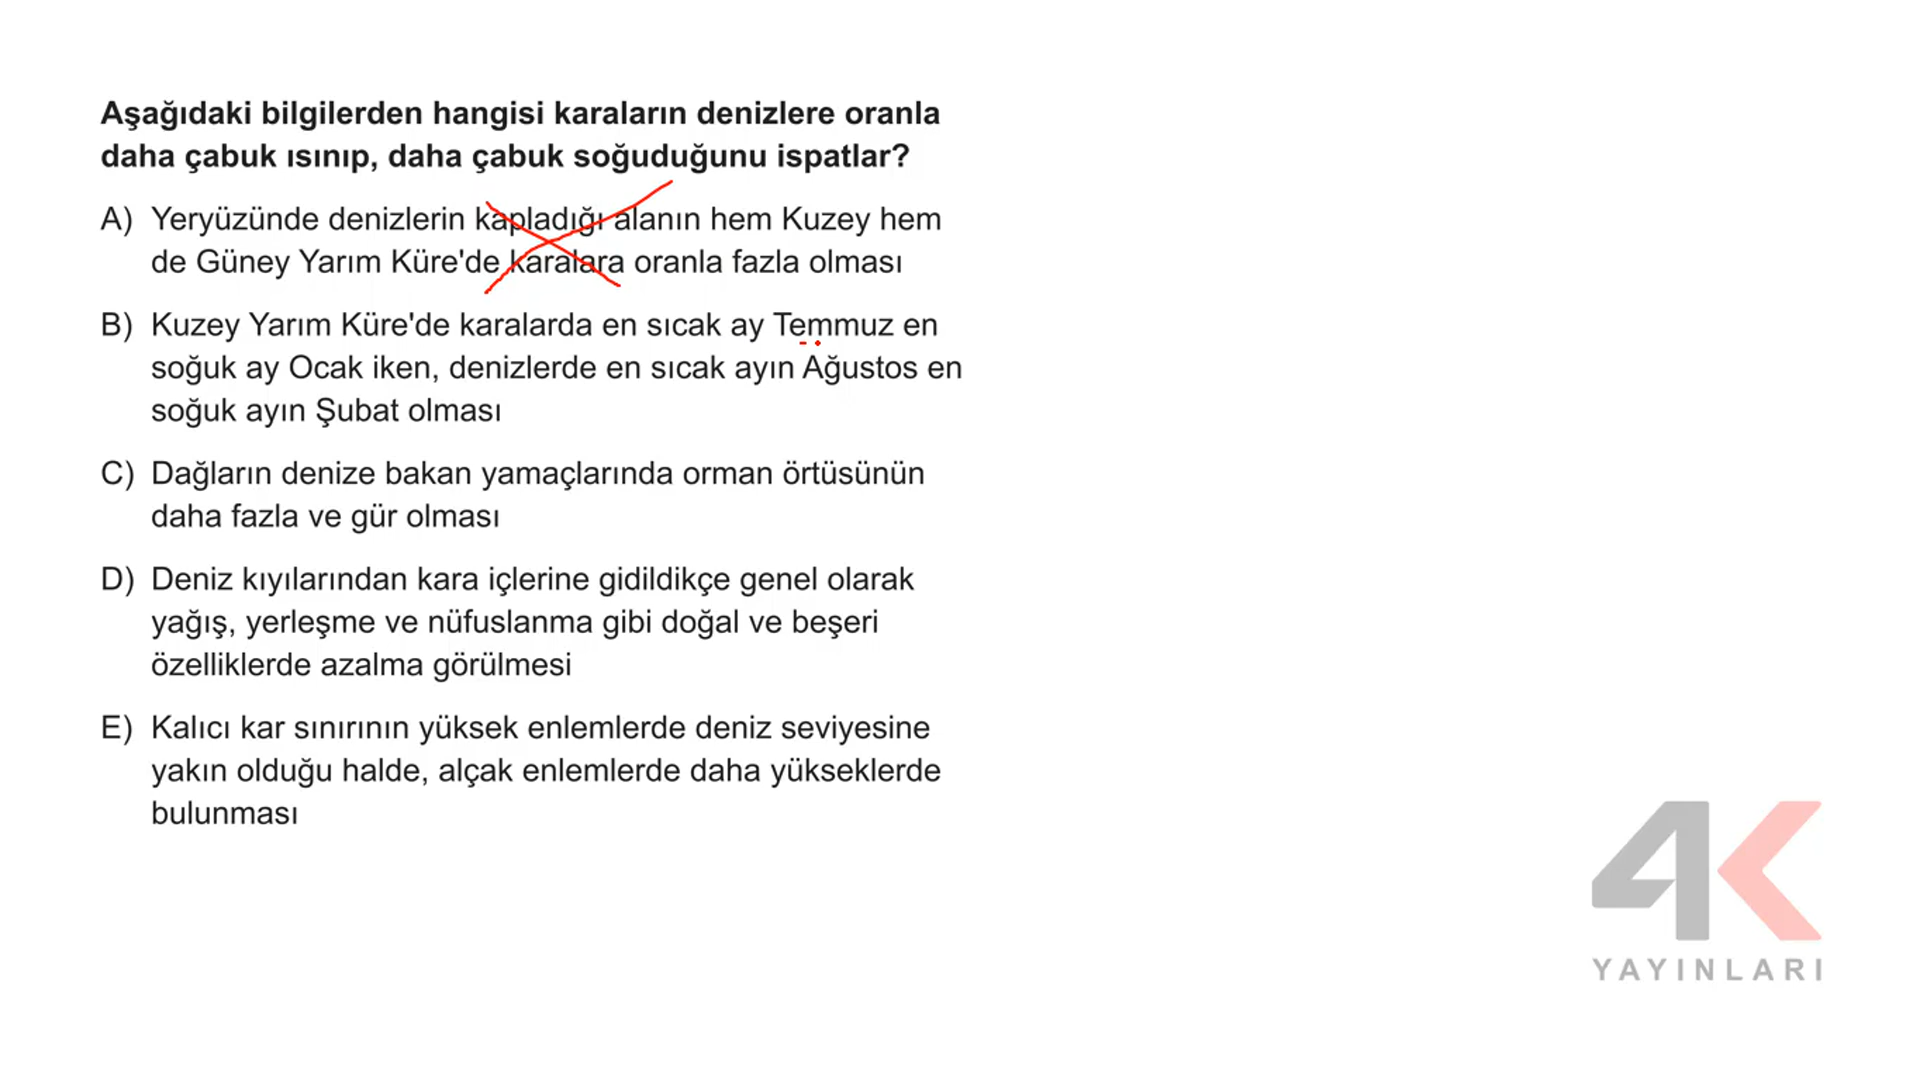 Aşağıdaki bilgilerden hangisi karaların denizlere oranla
daha çabuk ısınıp, daha çabuk soğuduğunu ispatlar?
A) Yeryüzünde denizlerin kapladığı alanın hem Kuzey hem
de Güney Yarım Küre'de karalara oranla fazla olması
B) Kuzey Yarım Küre'de karalarda en sıcak ay Temmuz en
soğuk ay Ocak iken, denizlerde en sıcak ayın Ağustos en
soğuk ayın Şubat olması
C) Dağların denize bakan yamaçlarında orman örtüsünün
daha fazla ve gür olması
D) Deniz kıyılarından kara içlerine gidildikçe genel olarak
yağış, yerleşme ve nüfuslanma gibi doğal ve beşeri
özelliklerde azalma görülmesi
E) Kalıcı kar sınırının yüksek enlemlerde deniz seviyesine
yakın olduğu halde, alçak enlemlerde daha yükseklerde
bulunması
4K
YAYINLARI